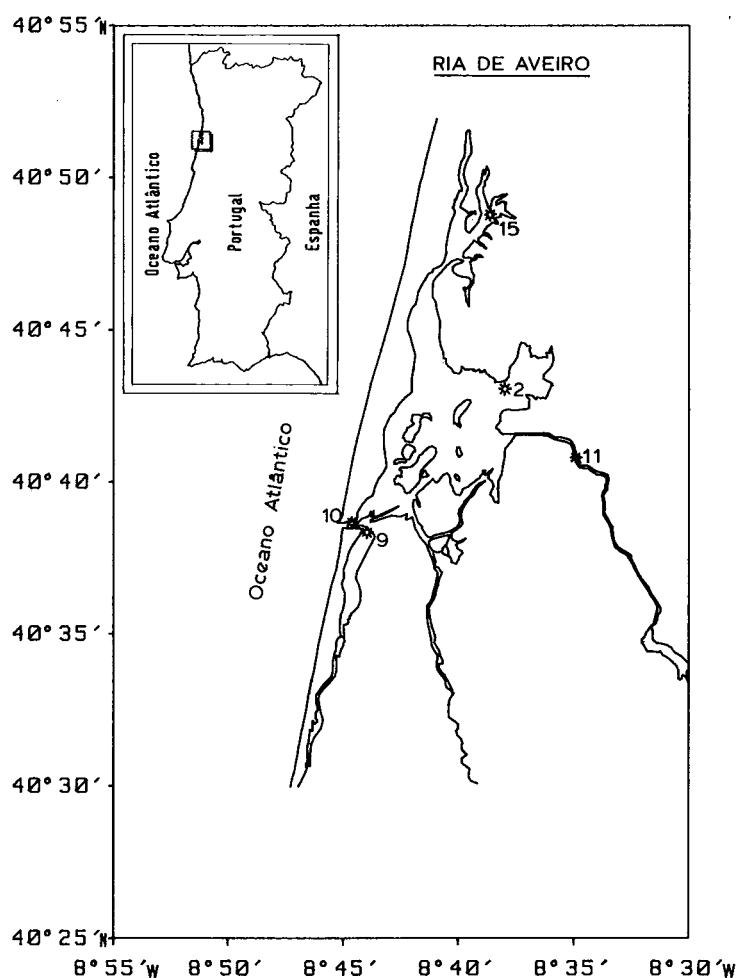 40°55′N
RIA DE AVEIRO
Oceano Atlântico
Portugal
Espanha
40°50′
15
40°45′
2
11
Oceano Atlântico
40°40′
10
9
40°35′
40°30′
40°25′N
8°55′W 8°50′ 8°45′ 8°40′ 8°35′ 8°30′W